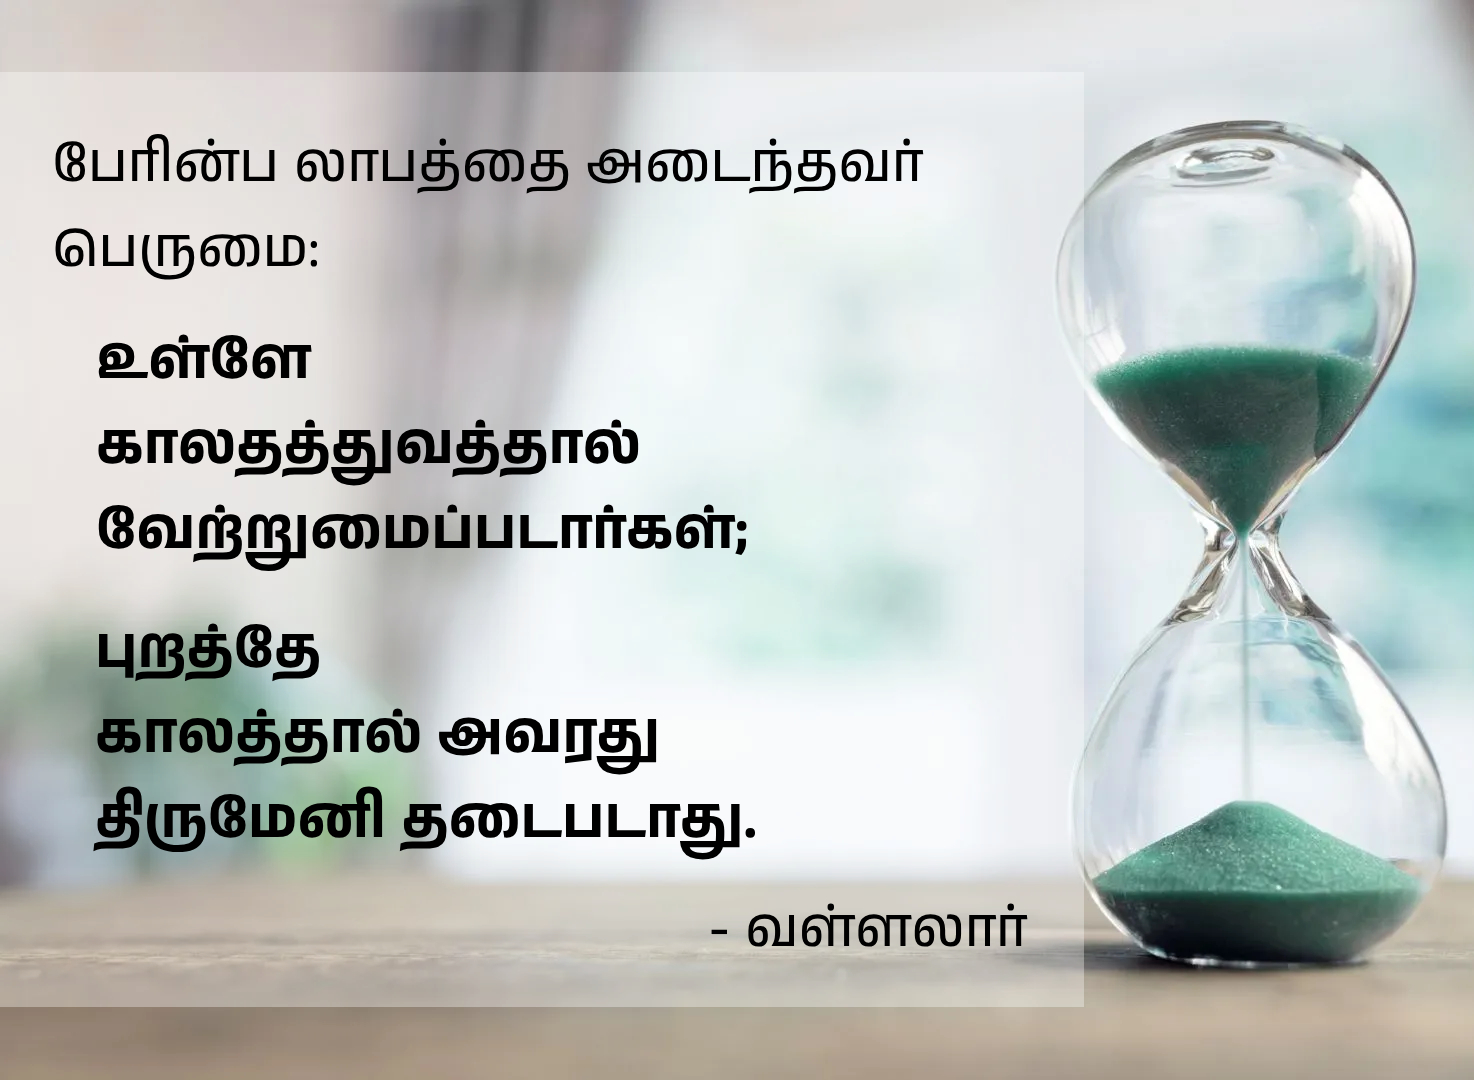 பேரின்ப லாபத்தை அடைந்தவர்
பெருமை:
உள்ளே
காலதத்துவத்தால்
வேற்றுமைப்படார்கள்;
புறத்தே
காலத்தால் அவரது
திருமேனி தடைபடாது.
- வள்ளலார்